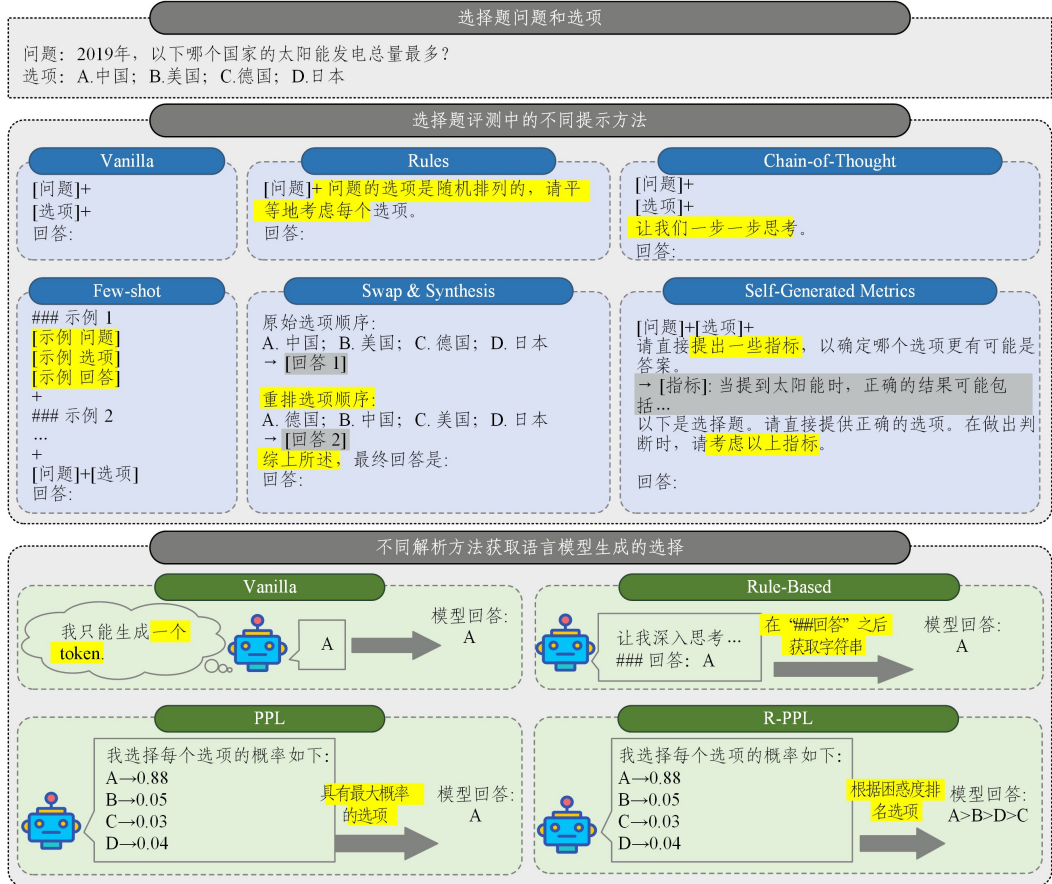 选择题问题和选项
问题：2019年，以下哪个国家的太阳能发电总量最多？
选项：A.中国；B.美国；C.德国；D.日本
选择题评测中的不同提示方法
Vanilla
[问题]+
[选项]+
回答:
Rules
[问题]+ 问题的选项是随机排列的，请平
等地考虑每个选项。
回答:
Chain-of-Thought
[问题]+
[选项]+
让我们一步一步思考。
回答:
Few-shot
### 示例 1
[示例 问题]
[示例 选项]
[示例 回答]
+
### 示例 2
...
+
[问题]+[选项]
回答:
Swap & Synthesis
原始选项顺序:
A. 中国；B. 美国；C. 德国；D. 日本
→ [回答 1]
重排选项顺序:
A. 德国；B. 中国；C. 美国；D. 日本
→ [回答 2]
综上所述，最终回答是:
回答:
Self-Generated Metrics
[问题]+[选项]+
请直接提出一些指标，以确定哪个选项更有可能是
答案。
→ [指标]: 当提到太阳能时，正确的结果可能包
括...
以下是选择题。请直接提供正确的选项。在做出判
断时，请考虑以上指标。
回答:
不同解析方法获取语言模型生成的选择
Vanilla
我只能生成一个
token.
A
模型回答:
A
Rule-Based
让我深入思考...
### 回答：A
在“###回答”之后
获取字符串
模型回答:
A
PPL
我选择每个选项的概率如下:
A→0.88
B→0.05
C→0.03
D→0.04
具有最大概率
的选项
模型回答:
A
R-PPL
我选择每个选项的概率如下:
A→0.88
B→0.05
C→0.03
D→0.04
根据困惑度排
名选项
模型回答:
A>B>D>C